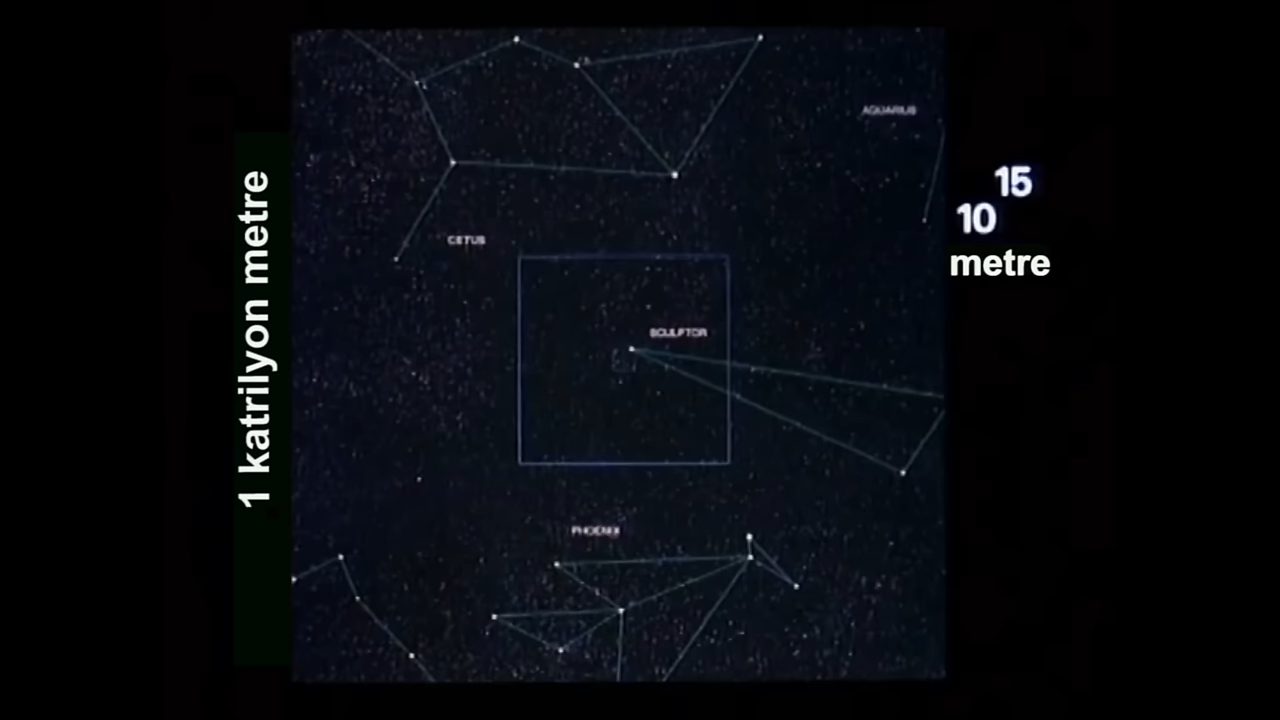 AQUARIUS
15
10
metre
1 katrilyon metre
CETUS
SCULPTOR
PHOENIX